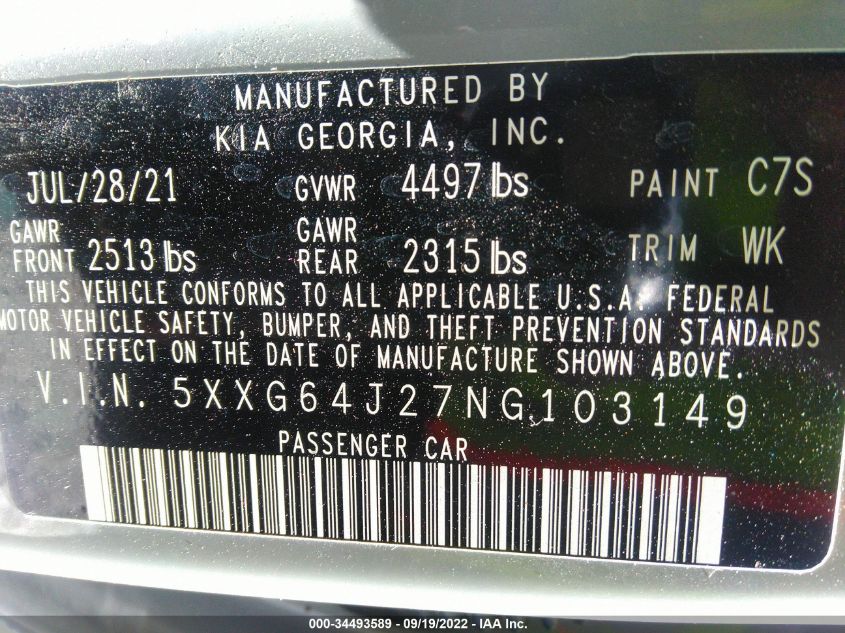 MANUFACTURED BY
KIA GEORGIA, INC.
JUL/28/21 GVWR 4497 lbs PAINT C7S
GAWR FRONT 2513 lbs GAWR REAR 2315 lbs TRIM WK
THIS VEHICLE CONFORMS TO ALL APPLICABLE U.S.A. FEDERAL
MOTOR VEHICLE SAFETY, BUMPER, AND THEFT PREVENTION STANDARDS
IN EFFECT ON THE DATE OF MANUFACTURE SHOWN ABOVE.
V.I.N. 5XXG64J27NG103149
PASSENGER CAR
000-34493589 - 09/19/2022 - IAA Inc.